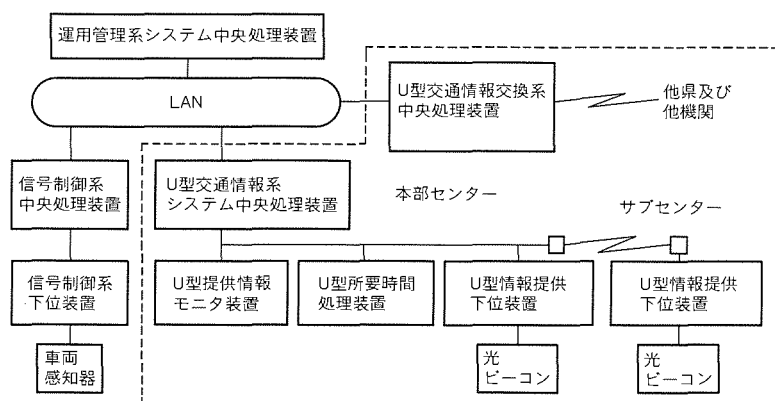 運用管理系システム中央処理装置
LAN
U型交通情報交換系
中央処理装置
他県及び
他機関
信号制御系
中央処理装置
U型交通情報系
システム中央処理装置
本部センター
サブセンター
信号制御系
下位装置
U型提供情報
モニタ装置
U型所要時間
処理装置
U型情報提供
下位装置
U型情報提供
下位装置
車両
感知器
光
ビーコン
光
ビーコン